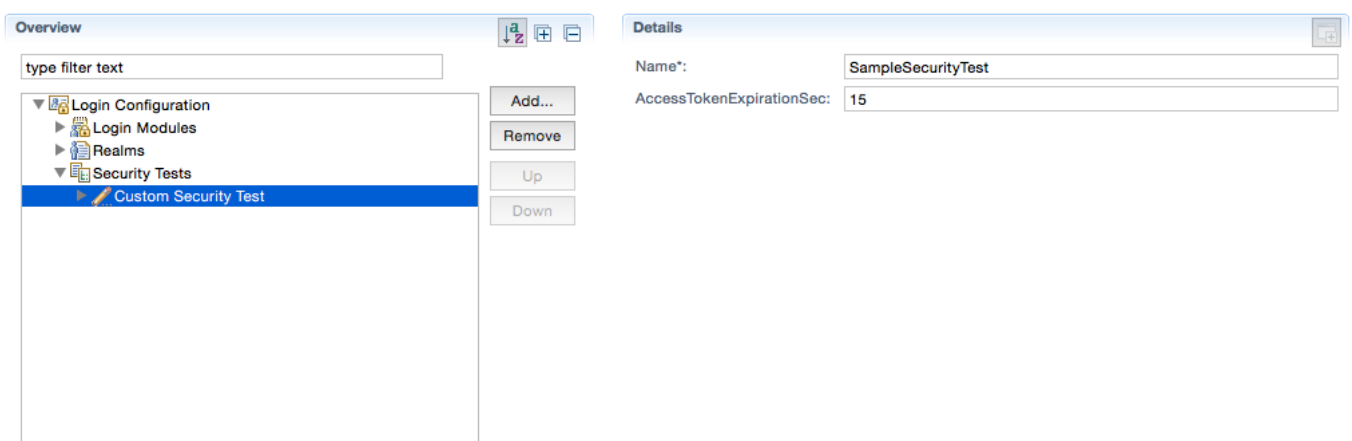 Overview
type filter text
Login Configuration
Login Modules
Realms
Security Tests
Custom Security Test
Add...
Remove
Up
Down
Details
Name*: SampleSecurityTest
AccessTokenExpirationSec: 15